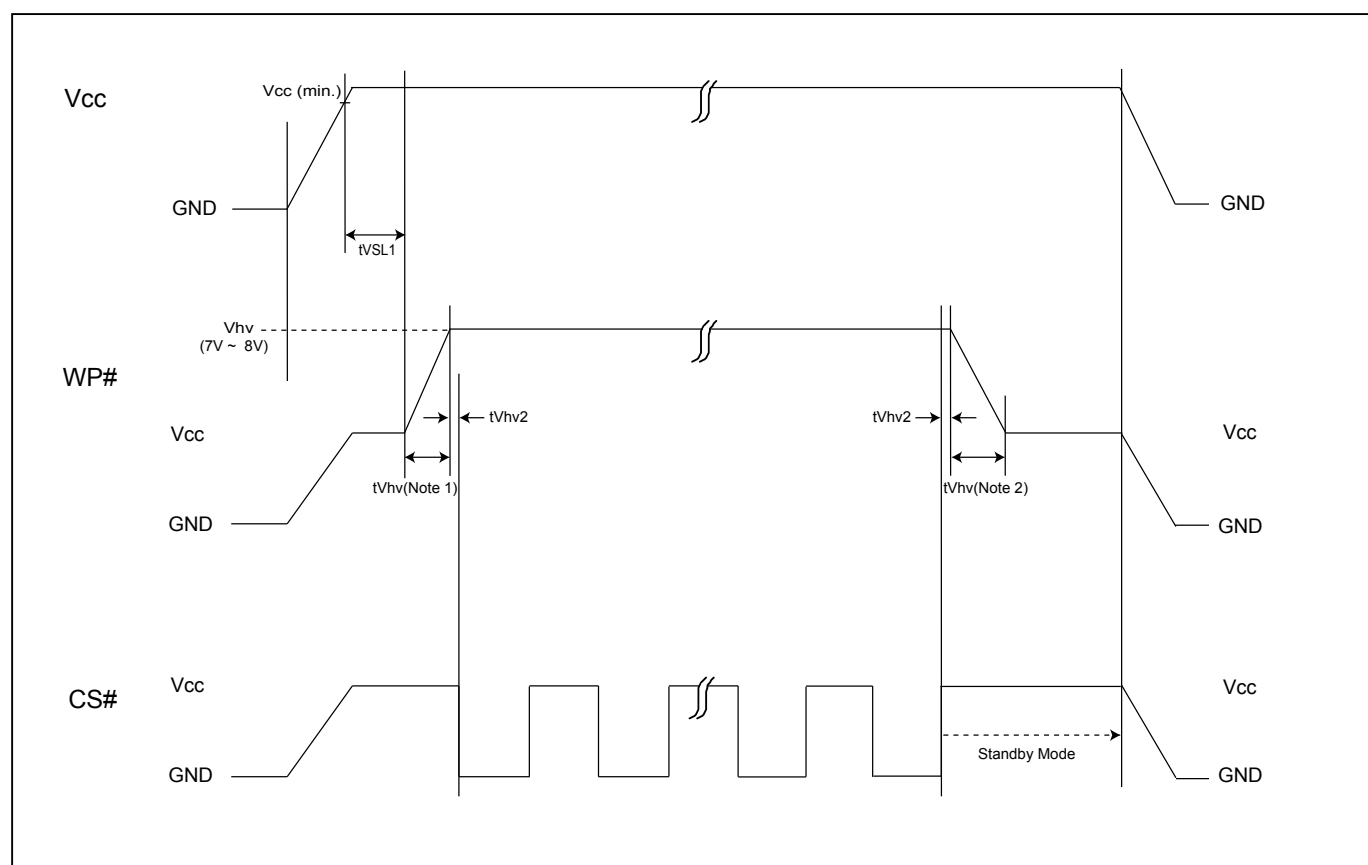 Vcc
Vcc (min.)
GND
GND
tVSL1
Vhv
(7V ~ 8V)
WP#
tVhv2
tVhv2
Vcc
Vcc
tVhv(Note 1)
tVhv(Note 2)
GND
GND
CS#
Vcc
Vcc
Standby Mode
GND
GND